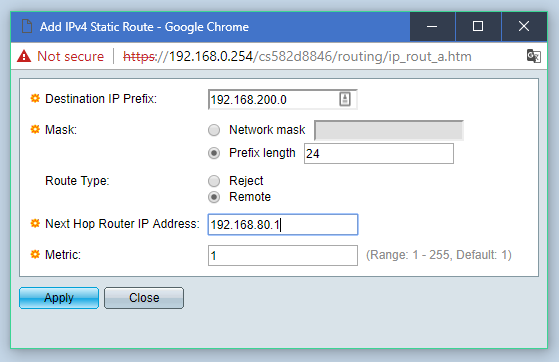 Add IPv4 Static Route - Google Chrome
Not secure | https://192.168.0.254/cs582d8846/routing/ip_rout_a.htm
Destination IP Prefix: 192.168.200.0
Mask: Network mask
Prefix length 24
Route Type: Reject
Remote
Next Hop Router IP Address: 192.168.80.1
Metric: 1 (Range: 1 - 255, Default: 1)
Apply Close